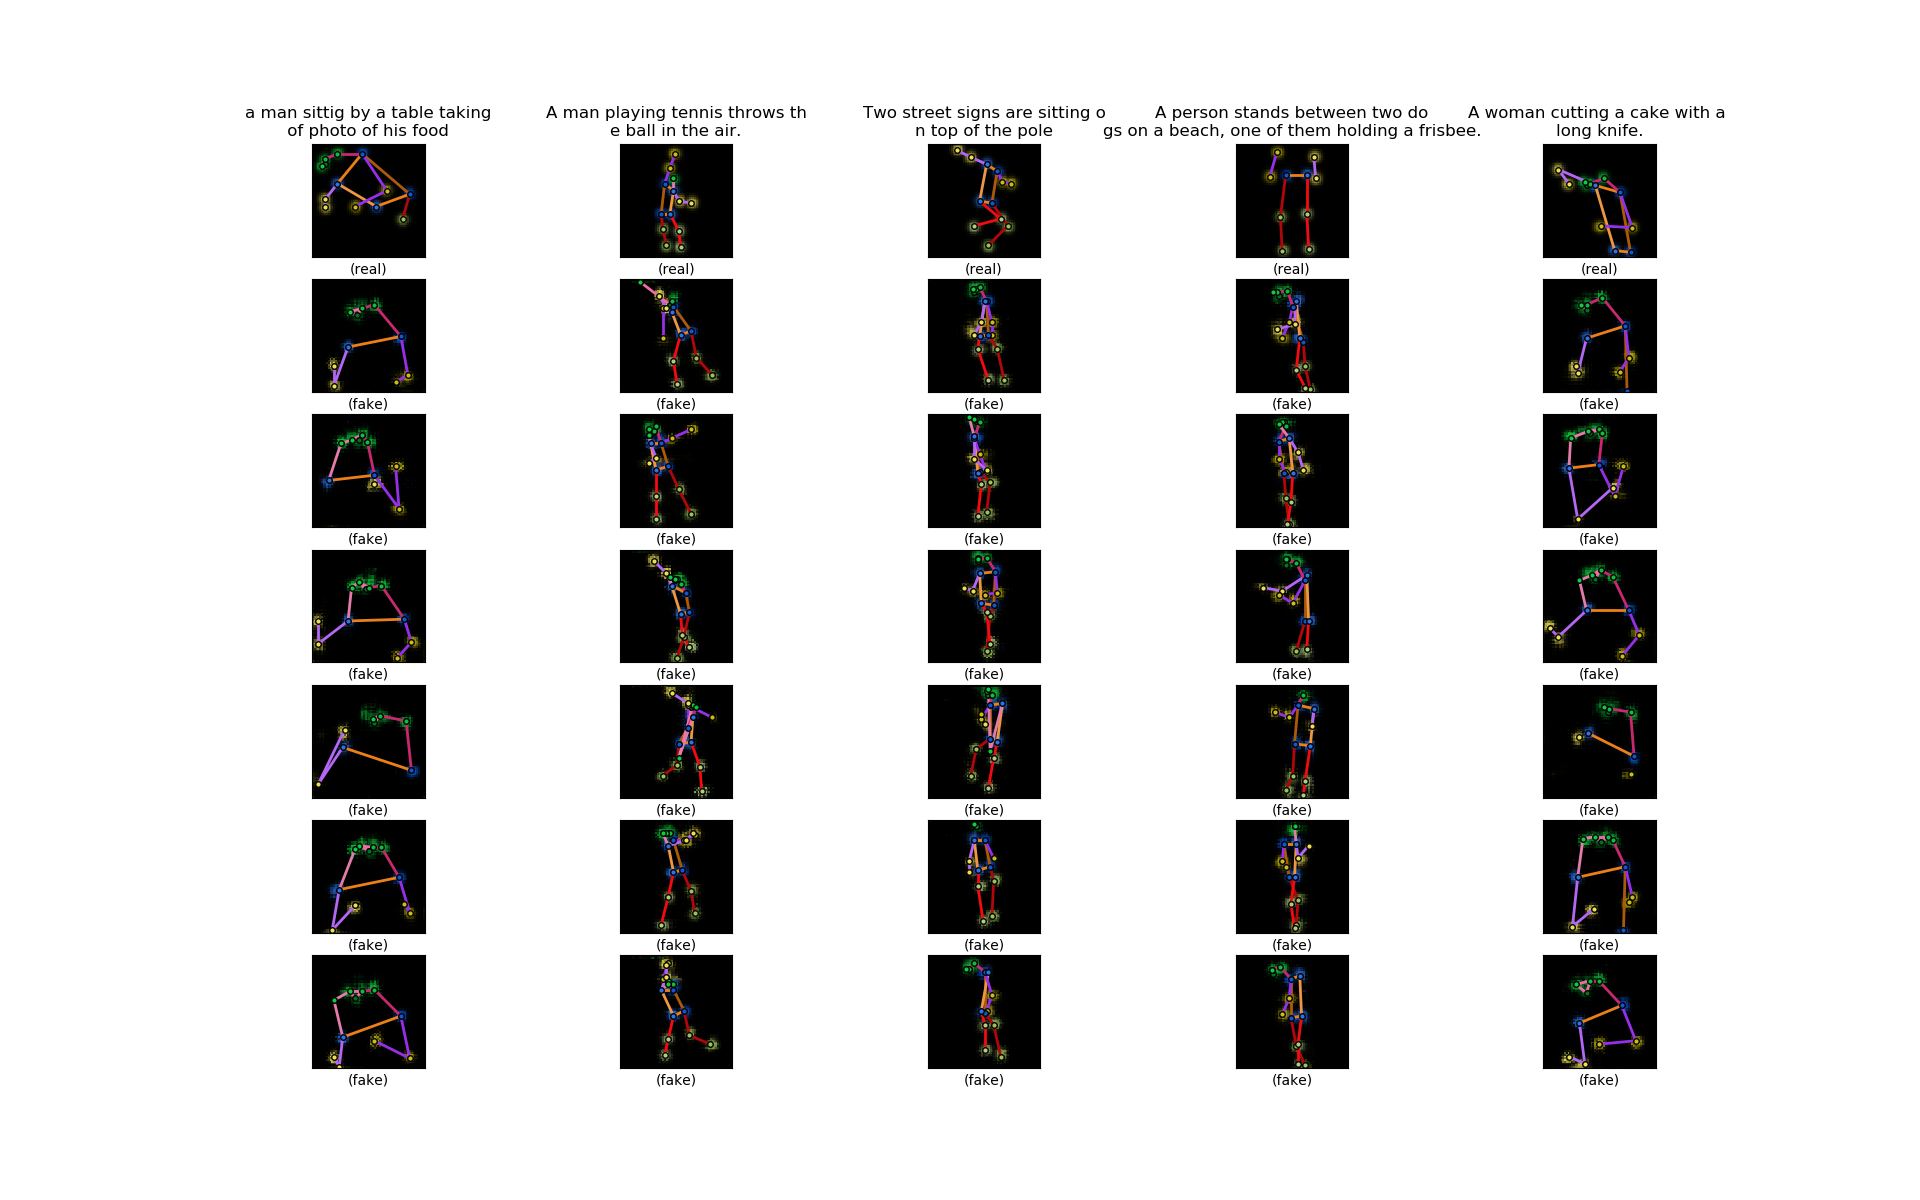 a man sittig by a table taking
of photo of his food
A man playing tennis throws th
e ball in the air.
Two street signs are sitting o
n top of the pole
A person stands between two do
gs on a beach, one of them holding a frisbee.
A woman cutting a cake with a
long knife.
(real) (real) (real) (real) (real)
(fake) (fake) (fake) (fake) (fake)
(fake) (fake) (fake) (fake) (fake)
(fake) (fake) (fake) (fake) (fake)
(fake) (fake) (fake) (fake) (fake)
(fake) (fake) (fake) (fake) (fake)
(fake) (fake) (fake) (fake) (fake)